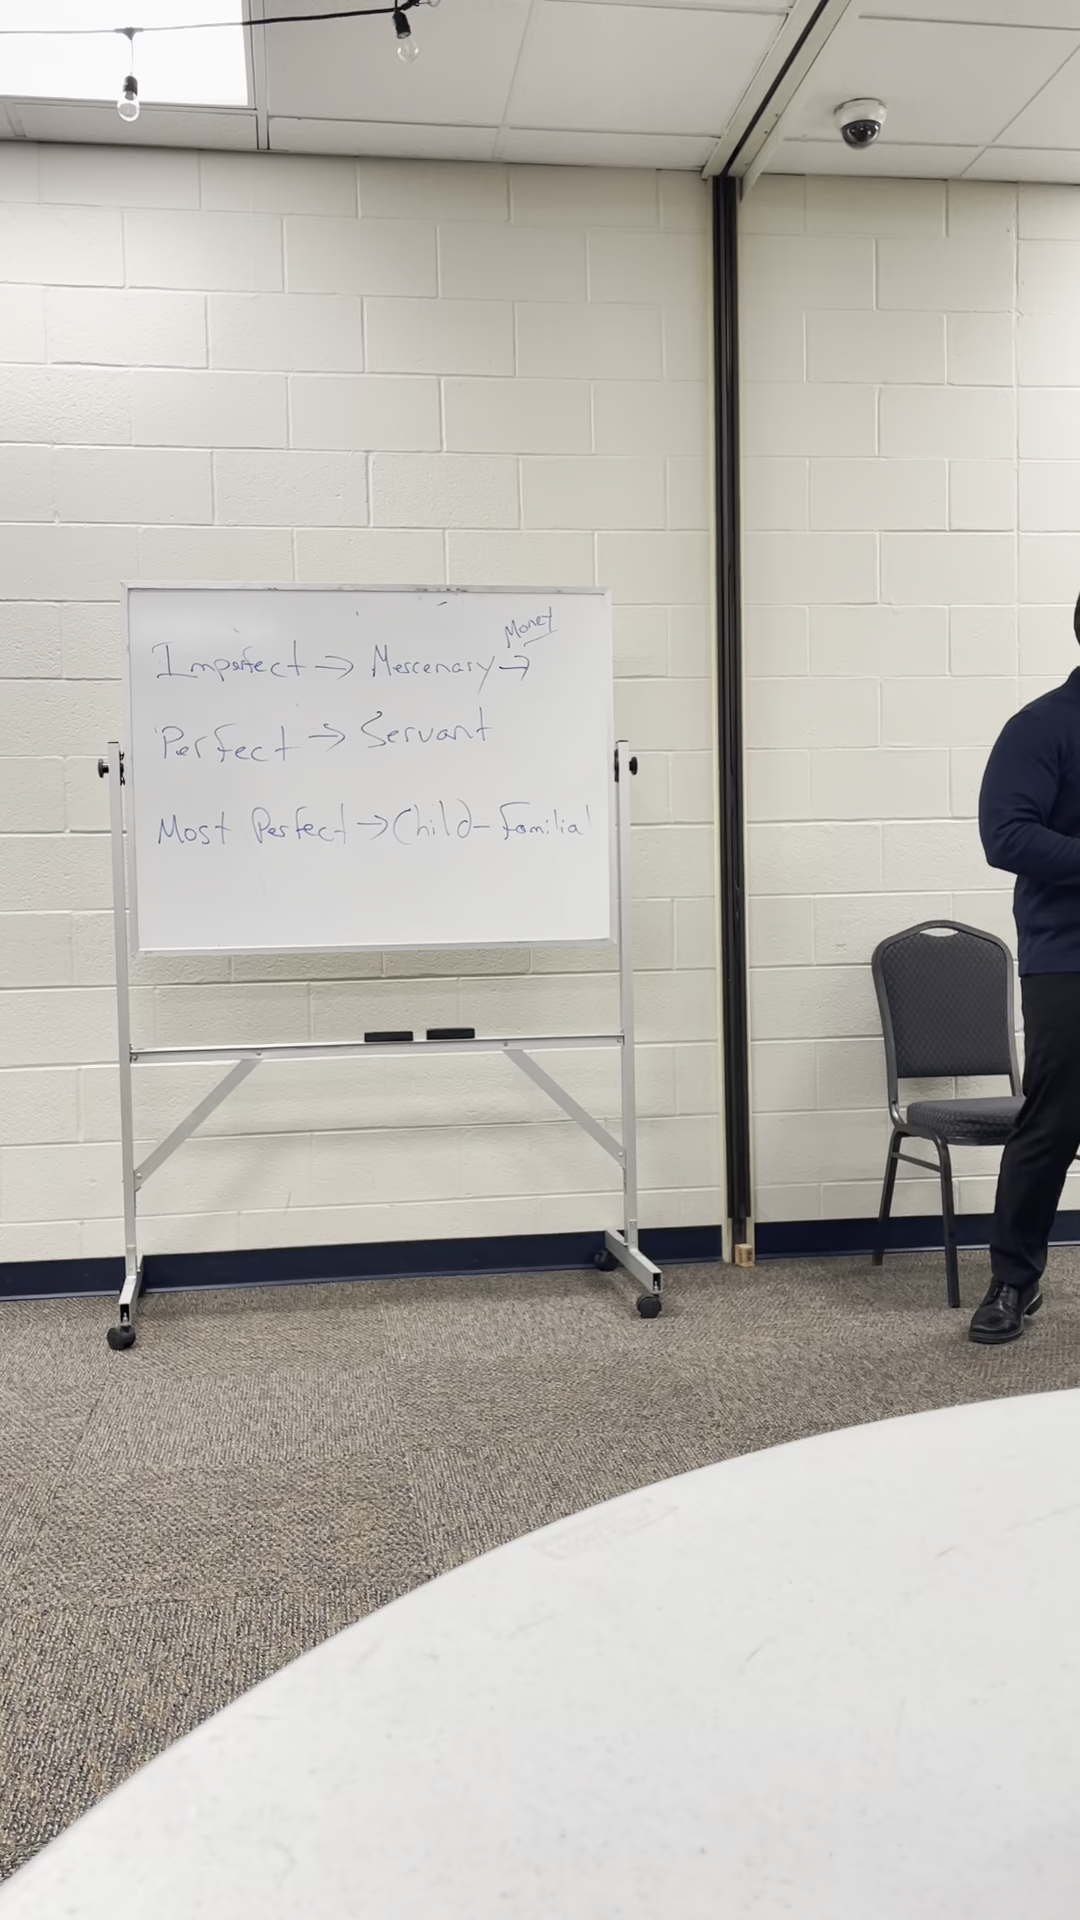 Money
Imperfect → Mercenary →
Perfect → Servant
Most Perfect → Child - Familial